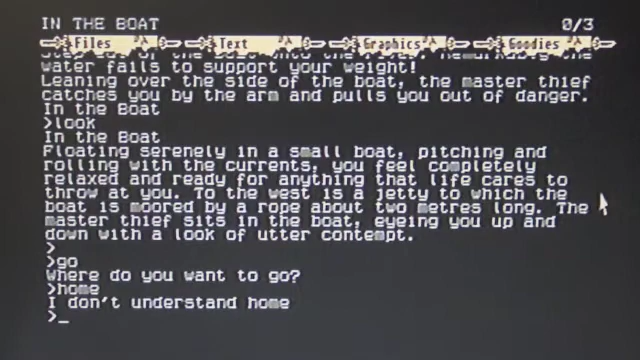 IN THE BOAT 0/3
Files Text Graphics Goodies
water fails to support your weight!
Leaning over the side of the boat, the master thief
catches you by the arm and pulls you out of danger.
In the Boat
>look
In the Boat
Floating serenely in a small boat, pitching and
rolling with the currents, you feel completely
relaxed and ready for anything that life cares to
throw at you. To the west is a jetty to which the
boat is moored by a rope about two metres long. The
master thief sits in the boat, eyeing you up and
down with a look of utter contempt.
>
>go
Where do you want to go?
>home
I don't understand home
>_